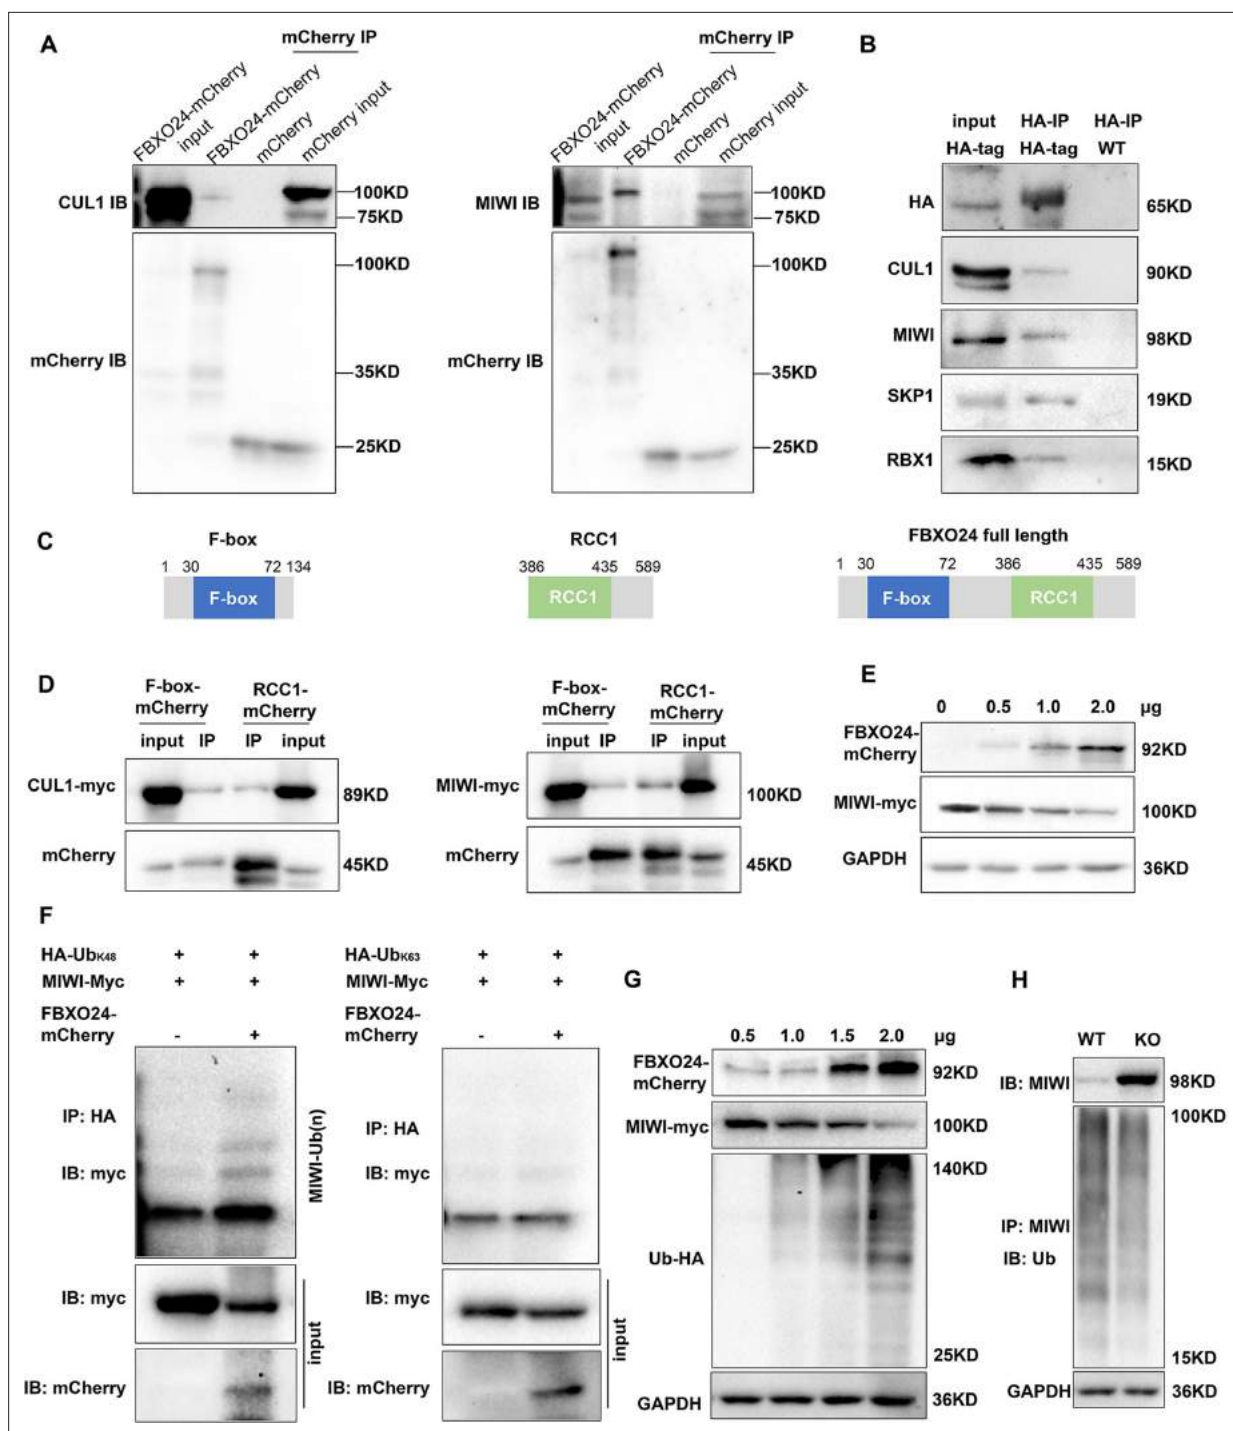 A
mCherry IP
FBXO24-mCherry
input
FBXO24-mCherry
mCherry
mCherry input
CUL1 IB
100KD
75KD
mCherry IB
100KD
35KD
25KD
mCherry IP
FBXO24-mCherry
input
FBXO24-mCherry
mCherry
mCherry input
MIWI IB
100KD
75KD
mCherry IB
100KD
35KD
25KD
B
input HA-IP HA-IP
HA-tag HA-tag WT
HA 65KD
CUL1 90KD
MIWI 98KD
SKP1 19KD
RBX1 15KD
C
F-box
1 30 72 134
F-box
RCC1
386 435 589
RCC1
FBXO24 full length
1 30 72 386 435 589
F-box RCC1
D
F-box- RCC1-
mCherry mCherry
input IP IP input
CUL1-myc 89KD
mCherry 45KD
F-box- RCC1-
mCherry mCherry
input IP IP input
MIWI-myc 100KD
mCherry 45KD
E
0 0.5 1.0 2.0 µg
FBXO24-
mCherry 92KD
MIWI-myc 100KD
GAPDH 36KD
F
HA-UbK48 + +
MIWI-Myc + +
FBXO24-
mCherry - +
IP: HA
IB: myc
MIWI-Ub(n)
IB: myc
IB: mCherry
input
HA-UbK63 + +
MIWI-Myc + +
FBXO24-
mCherry - +
IP: HA
IB: myc
IB: myc
IB: mCherry
input
G
0.5 1.0 1.5 2.0 µg
FBXO24-
mCherry 92KD
MIWI-myc 100KD
140KD
Ub-HA
25KD
GAPDH 36KD
H
WT KO
IB: MIWI 98KD
100KD
IP: MIWI
IB: Ub
15KD
GAPDH 36KD